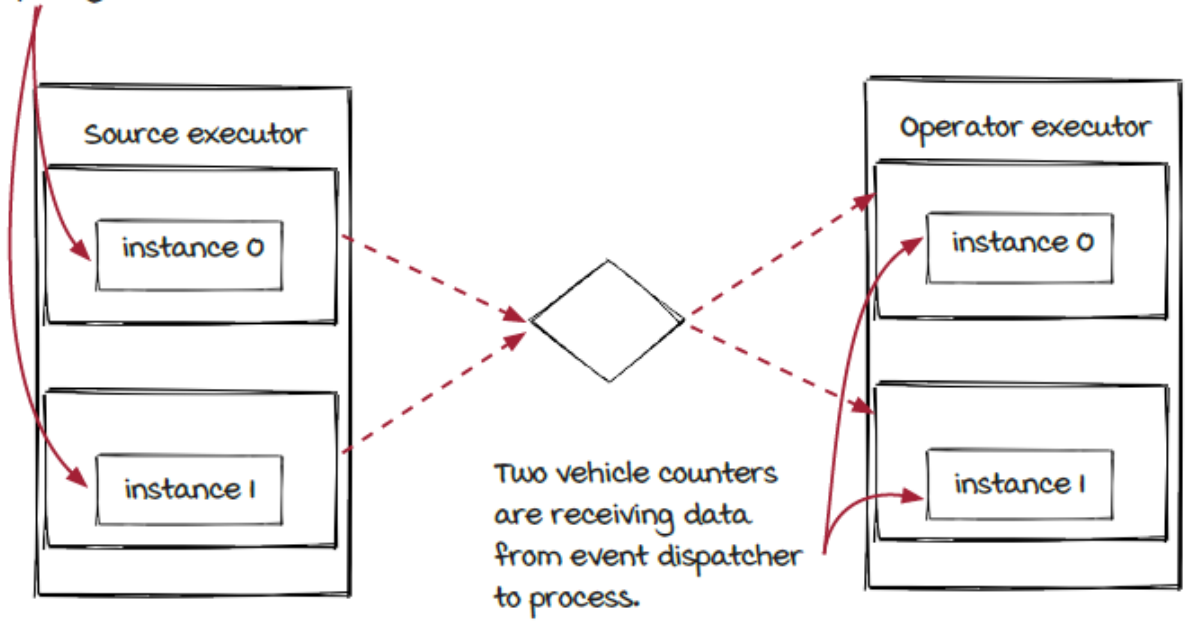 Source executor
instance 0
instance 1
Two vehicle counters
are receiving data
from event dispatcher
to process.
Operator executor
instance 0
instance 1